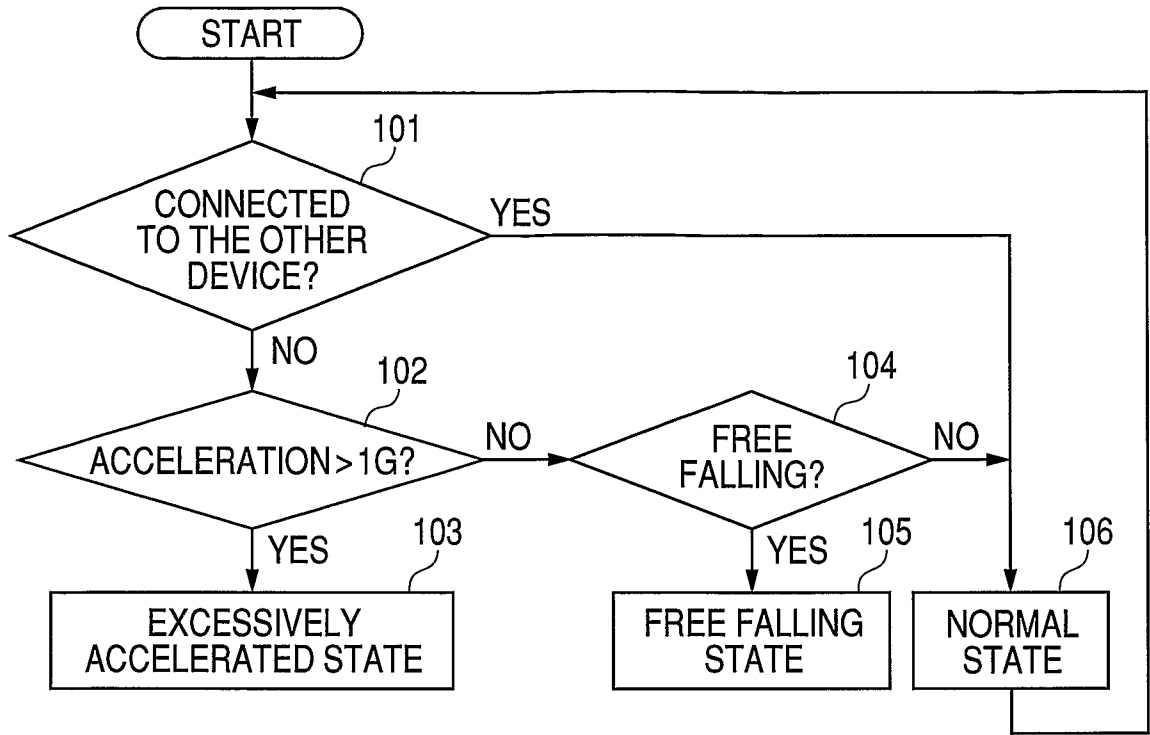 START
101
CONNECTED
TO THE OTHER
DEVICE?
YES
NO
102
ACCELERATION > 1G?
NO
104
FREE
FALLING?
NO
YES
103
EXCESSIVELY
ACCELERATED STATE
YES
105
FREE FALLING
STATE
106
NORMAL
STATE